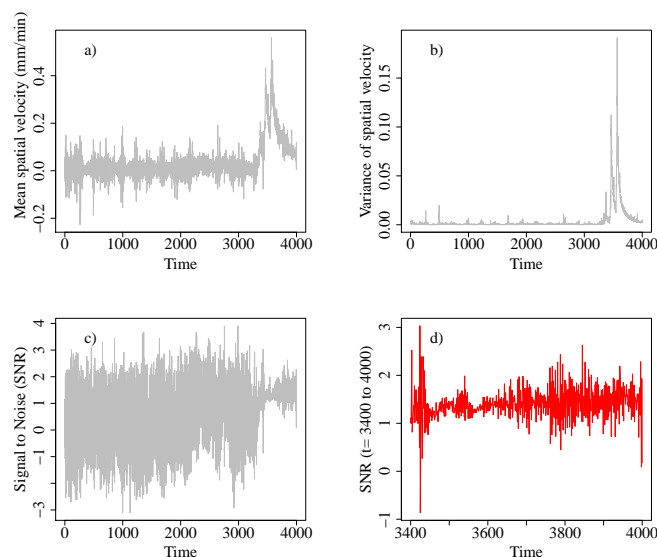 a)
Mean spatial velocity (mm/min)
−0.2 0.0 0.2 0.4
0 1000 2000 3000 4000
Time
b)
Variance of spatial velocity
0.00 0.05 0.10 0.15
0 1000 2000 3000 4000
Time
c)
Signal to Noise (SNR)
−3 −1 0 1 2 3 4
0 1000 2000 3000 4000
Time
d)
SNR (t= 3400 to 4000)
−1 0 1 2 3
3400 3600 3800 4000
Time